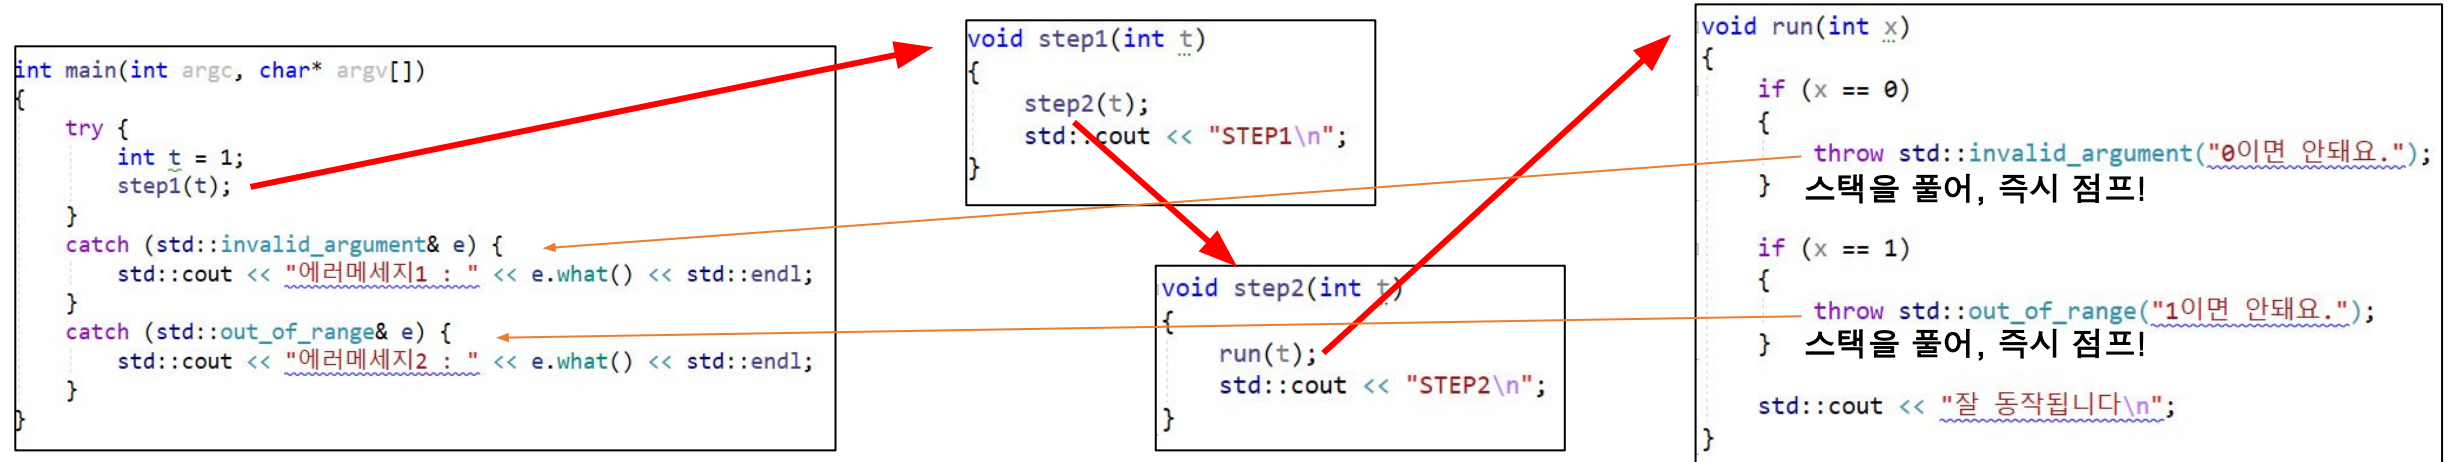 int main(int argc, char* argv[])
{
    try {
        int t = 1;
        step1(t);
    }
    catch (std::invalid_argument& e) {
        std::cout << "에러메세지1 : " << e.what() << std::endl;
    }
    catch (std::out_of_range& e) {
        std::cout << "에러메세지2 : " << e.what() << std::endl;
    }
}
void step1(int t)
{
    step2(t);
    std::cout << "STEP1\n";
}
void step2(int t)
{
    run(t);
    std::cout << "STEP2\n";
}
void run(int x)
{
    if (x == 0)
    {
        throw std::invalid_argument("0이면 안돼요.");
    } 스택을 풀어, 즉시 점프!
    if (x == 1)
    {
        throw std::out_of_range("1이면 안돼요.");
    } 스택을 풀어, 즉시 점프!
    std::cout << "잘 동작됩니다\n";
}